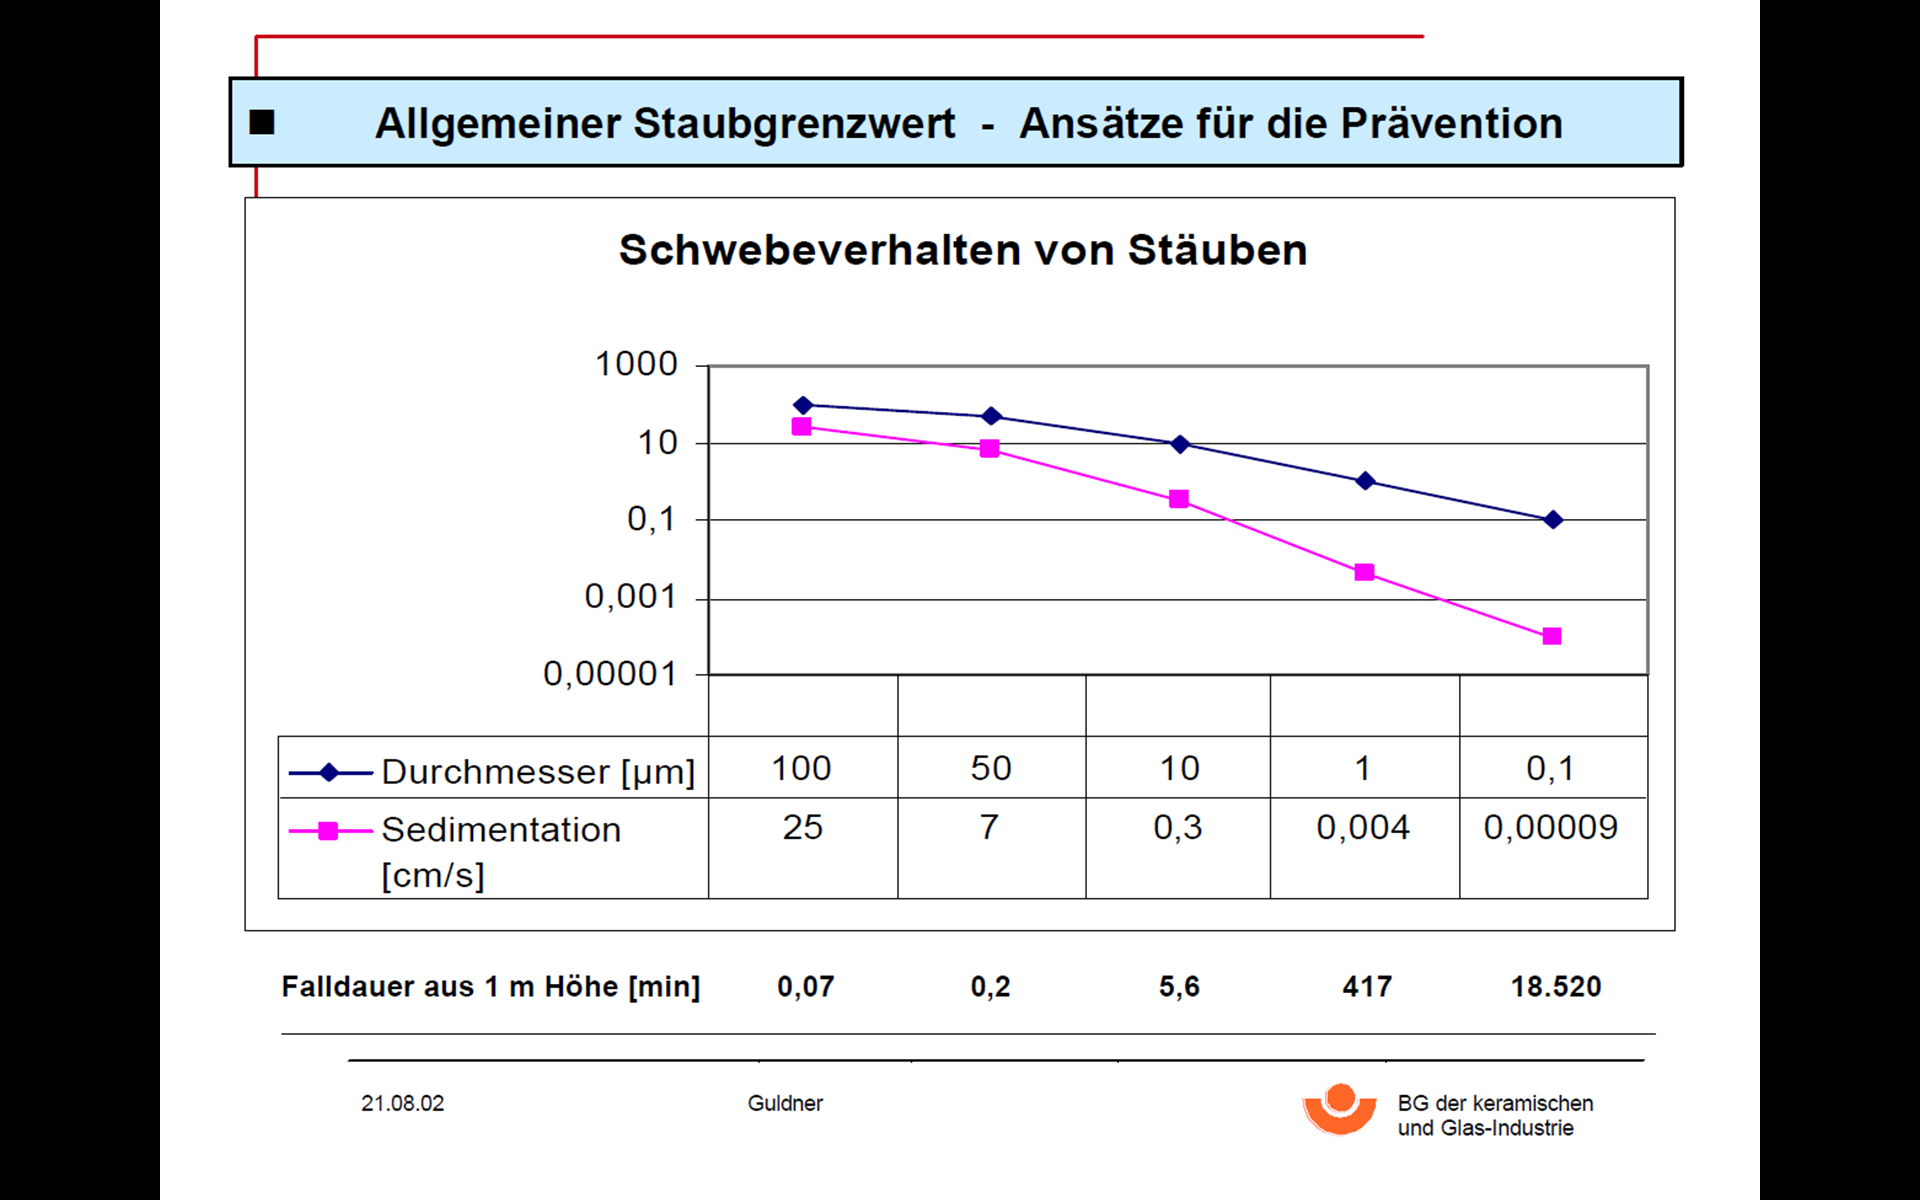 Allgemeiner Staubgrenzwert - Ansätze für die Prävention
Schwebeverhalten von Stäuben
1000
10
0,1
0,001
0,00001
Durchmesser [µm] 100 50 10 1 0,1
Sedimentation 25 7 0,3 0,004 0,00009
[cm/s]
Falldauer aus 1 m Höhe [min] 0,07 0,2 5,6 417 18.520
21.08.02 Guldner BG der keramischen
und Glas-Industrie